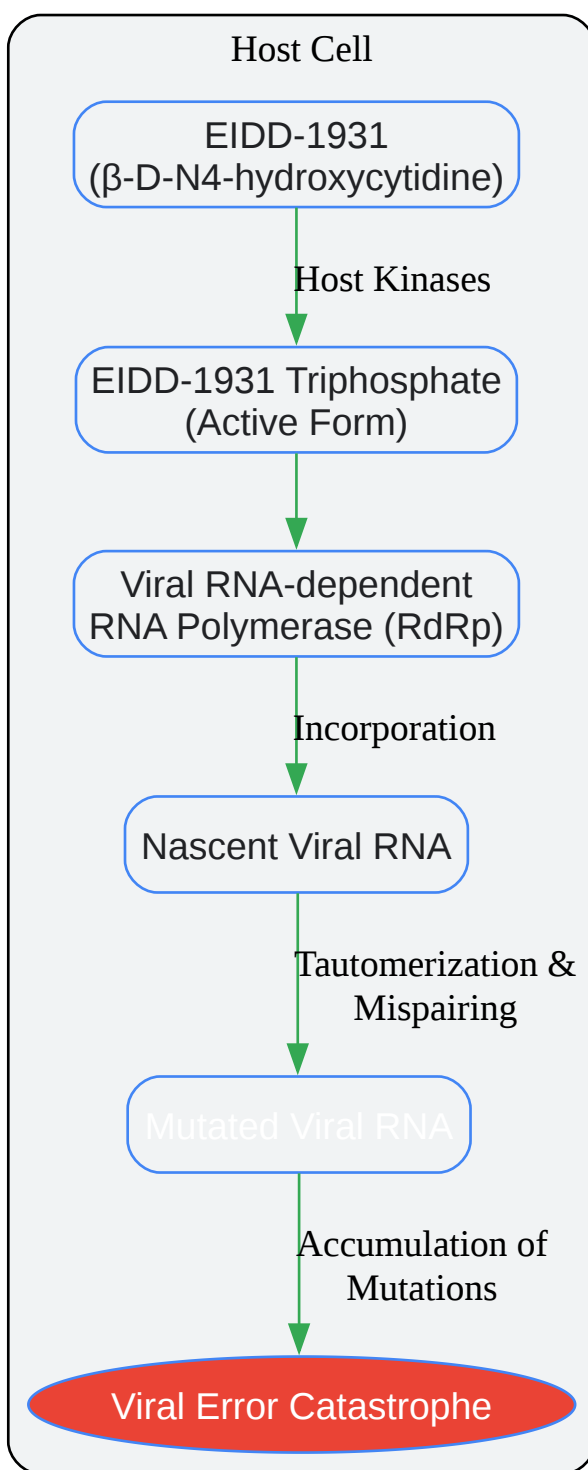 Host Cell
EIDD-1931
(β-D-N4-hydroxycytidine)
Host Kinases
EIDD-1931 Triphosphate
(Active Form)
Viral RNA-dependent
RNA Polymerase (RdRp)
Incorporation
Nascent Viral RNA
Tautomerization &
Mispairing
Mutated Viral RNA
Accumulation of
Mutations
Viral Error Catastrophe